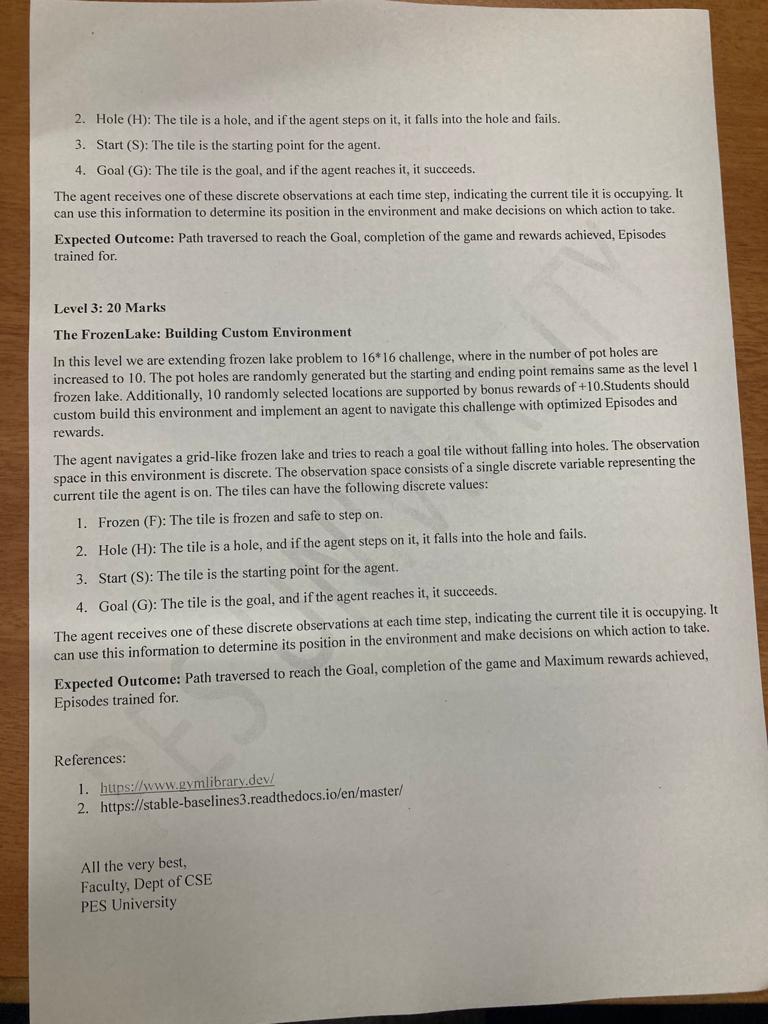 2. Hole (H): The tile is a hole, and if the agent steps on it, it falls into the hole and fails.
3. Start (S): The tile is the starting point for the agent.
4. Goal (G): The tile is the goal, and if the agent reaches it, it succeeds.
The agent receives one of these discrete observations at each time step, indicating the current tile it is occupying. It
can use this information to determine its position in the environment and make decisions on which action to take.
Expected Outcome: Path traversed to reach the Goal, completion of the game and rewards achieved, Episodes
trained for.
Level 3: 20 Marks
The FrozenLake: Building Custom Environment
In this level we are extending frozen lake problem to 16*16 challenge, where in the number of pot holes are
increased to 10. The pot holes are randomly generated but the starting and ending point remains same as the level 1
frozen lake. Additionally, 10 randomly selected locations are supported by bonus rewards of +10.Students should
custom build this environment and implement an agent to navigate this challenge with optimized Episodes and
rewards.
The agent navigates a grid-like frozen lake and tries to reach a goal tile without falling into holes. The observation
space in this environment is discrete. The observation space consists of a single discrete variable representing the
current tile the agent is on. The tiles can have the following discrete values:
1. Frozen (F): The tile is frozen and safe to step on.
2. Hole (H): The tile is a hole, and if the agent steps on it, it falls into the hole and fails.
3. Start (S): The tile is the starting point for the agent.
4. Goal (G): The tile is the goal, and if the agent reaches it, it succeeds.
The agent receives one of these discrete observations at each time step, indicating the current tile it is occupying. It
can use this information to determine its position in the environment and make decisions on which action to take.
Expected Outcome: Path traversed to reach the Goal, completion of the game and Maximum rewards achieved,
Episodes trained for.
References:
1. https://www.gymlibrary.dev/
2. https://stable-baselines3.readthedocs.io/en/master/
All the very best,
Faculty, Dept of CSE
PES University